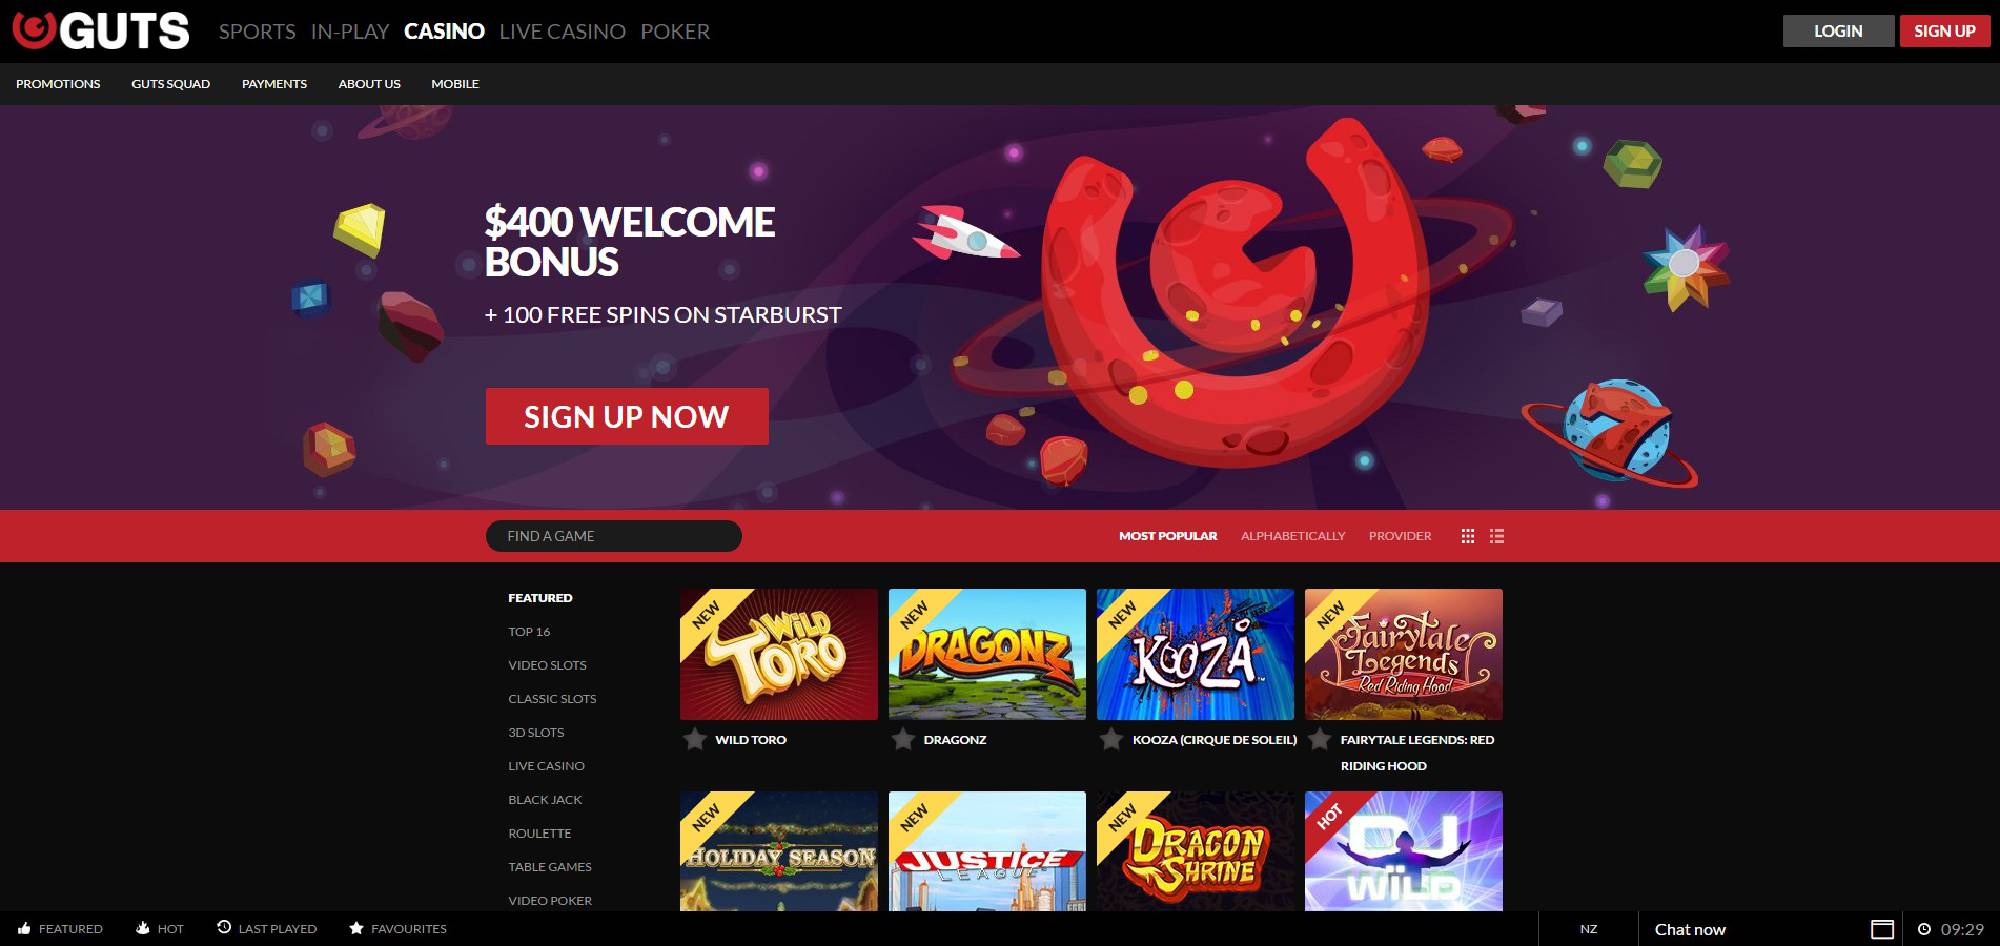 GUTS
SPORTS IN-PLAY CASINO LIVE CASINO POKER
LOGIN SIGN UP
PROMOTIONS GUTS SQUAD PAYMENTS ABOUT US MOBILE
$400 WELCOME
BONUS
+ 100 FREE SPINS ON STARBURST
SIGN UP NOW
FIND A GAME
MOST POPULAR ALPHABETICALLY PROVIDER
FEATURED
TOP 16
VIDEO SLOTS
CLASSIC SLOTS
3D SLOTS
LIVE CASINO
BLACK JACK
ROULETTE
TABLE GAMES
VIDEO POKER
NEW
WILD
TORO
WILD TORO
NEW
DRAGONZ
DRAGONZ
NEW
KOOZA
KOOZA (CIRQUE DE SOLEIL)
NEW
Fairytale
Legends
Red Riding Hood
FAIRYTALE LEGENDS: RED
RIDING HOOD
NEW
HOLIDAY SEASON
NEW
JUSTICE
LEAGUE
NEW
DRAGON
SHRINE
HOT
DJ
WILD
FEATURED HOT LAST PLAYED FAVOURITES
NZ Chat now 09:29